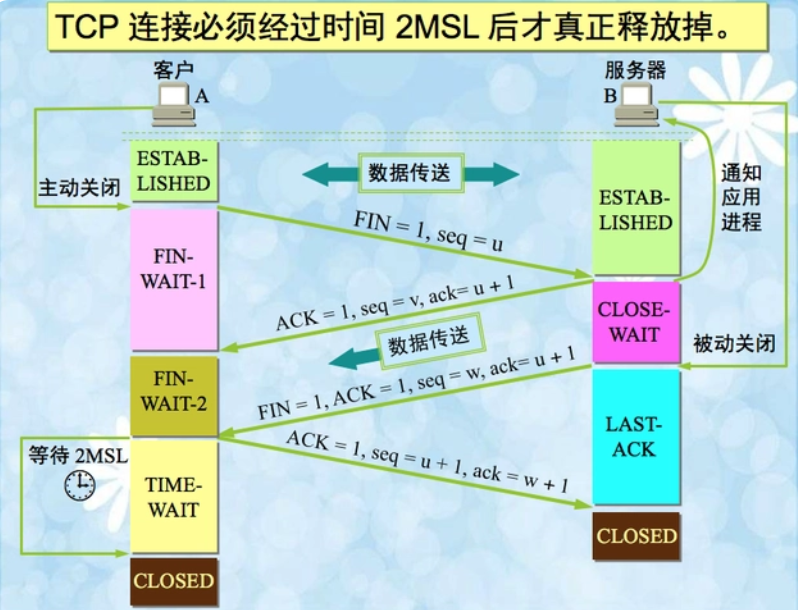 TCP 连接必须经过时间 2MSL 后才真正释放掉。
客户
A
服务器
B
ESTAB-
LISHED
数据传送
ESTAB-
LISHED
通知
应用
进程
主动关闭
FIN = 1, seq = u
FIN-
WAIT-1
ACK = 1, seq = v, ack= u + 1
CLOSE-
WAIT
数据传送
被动关闭
FIN-
WAIT-2
FIN = 1, ACK = 1, seq = w, ack= u + 1
LAST-
ACK
ACK = 1, seq = u + 1, ack = w + 1
等待 2MSL
TIME-
WAIT
CLOSED
CLOSED